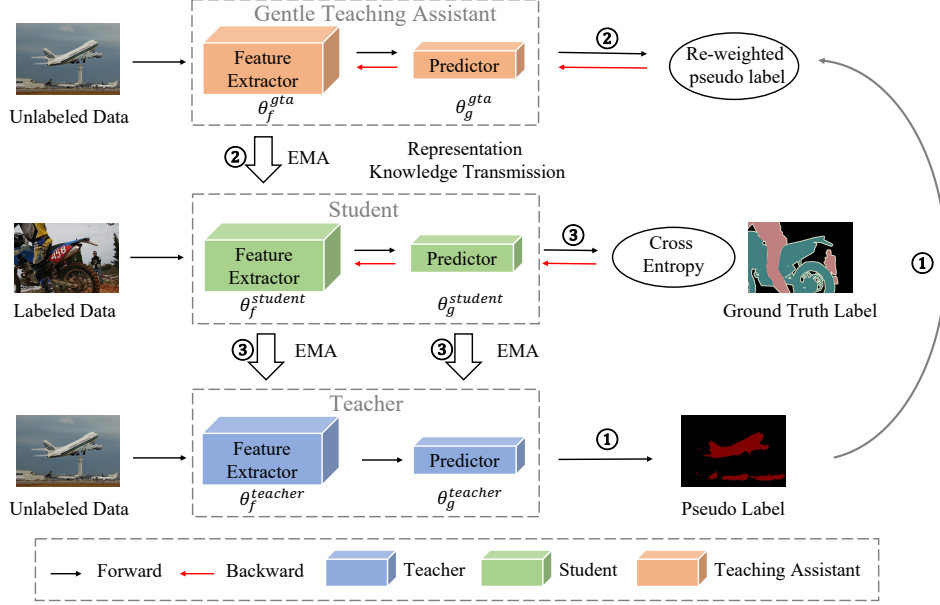 Gentle Teaching Assistant
Feature
Extractor
Predictor
θ_f^{gta}
θ_g^{gta}
②
Re-weighted
pseudo label
Unlabeled Data
② EMA
Representation
Knowledge Transmission
Student
Feature
Extractor
Predictor
θ_f^{student}
θ_g^{student}
③
Cross
Entropy
458
Labeled Data
Ground Truth Label
①
③ EMA
③ EMA
Teacher
Feature
Extractor
Predictor
θ_f^{teacher}
θ_g^{teacher}
①
Unlabeled Data
Pseudo Label
Forward
Backward
Teacher
Student
Teaching Assistant